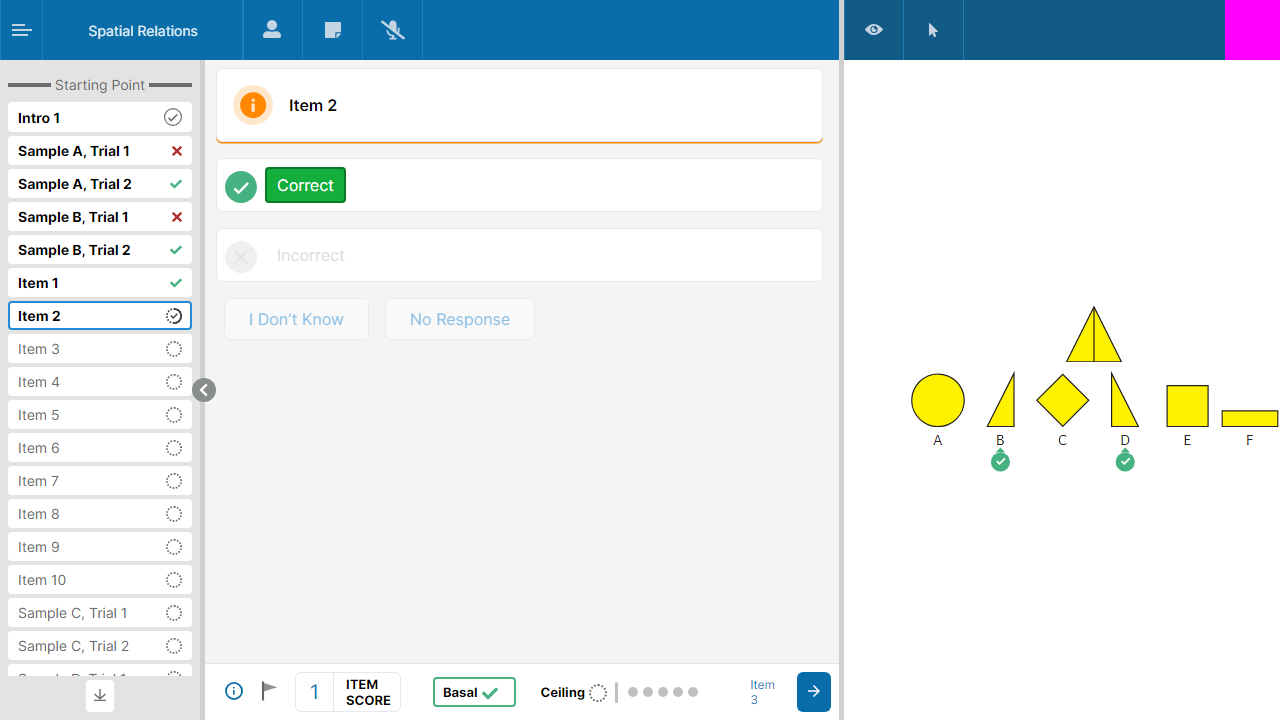 Spatial Relations
Starting Point
Intro 1
Sample A, Trial 1
Sample A, Trial 2
Sample B, Trial 1
Sample B, Trial 2
Item 1
Item 2
Item 3
Item 4
Item 5
Item 6
Item 7
Item 8
Item 9
Item 10
Sample C, Trial 1
Sample C, Trial 2
Item 2
Correct
Incorrect
I Don't Know
No Response
1
ITEM
SCORE
Basal
Ceiling
Item
3
A B C D E F